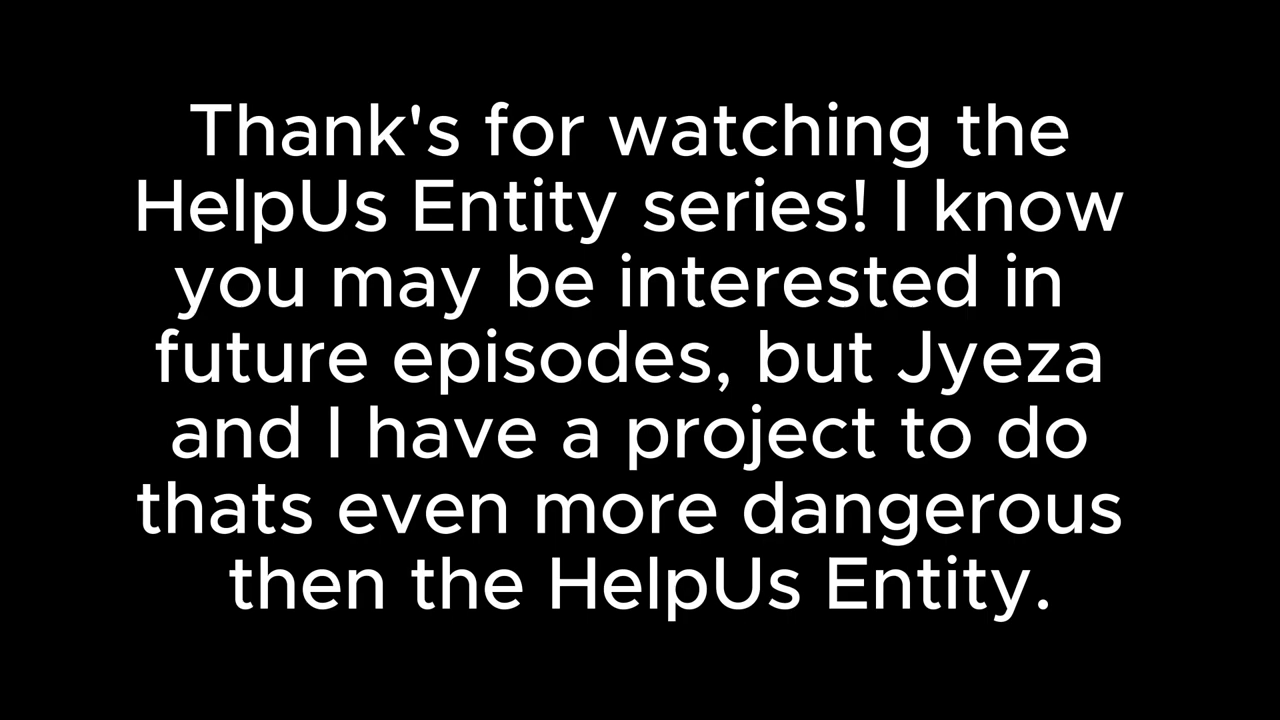 Thank's for watching the
HelpUs Entity series! I know
you may be interested in
future episodes, but Jyeza
and I have a project to do
thats even more dangerous
then the HelpUs Entity.